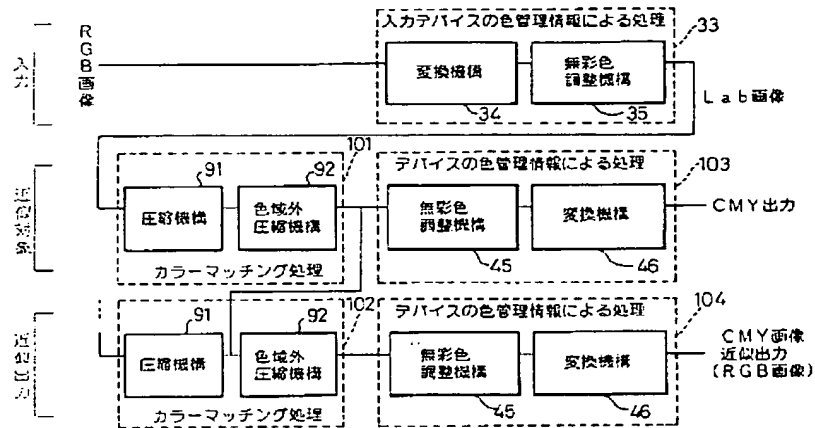 入力デバイスの色管理情報による処理
33
RGB画像
入力
変換機構
34
無彩色
調整機構
35
Lab画像
101
91
92
圧縮機構
色域外
圧縮機構
カラーマッチング処理
デバイスの色管理情報による処理
103
無彩色
調整機構
45
変換機構
46
CMY出力
近似対象
102
91
92
圧縮機構
色域外
圧縮機構
カラーマッチング処理
デバイスの色管理情報による処理
104
無彩色
調整機構
45
変換機構
46
CMY画像
近似出力
(RGB画像)
近似出力